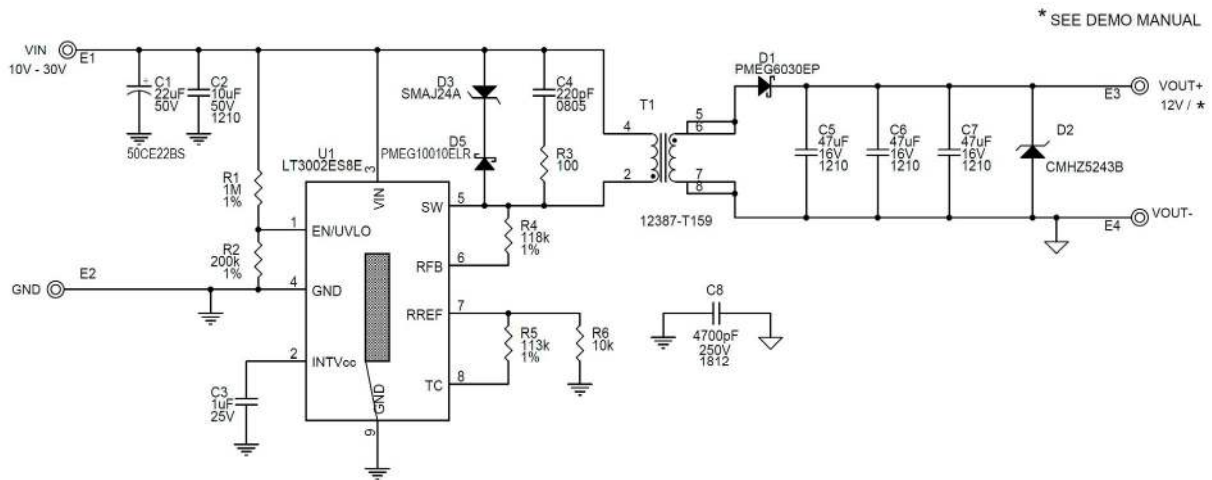 * SEE DEMO MANUAL
VIN
10V - 30V
E1
C1
22uF
50V
50CE22BS
+
C2
10uF
50V
1210
D3
SMAJ24A
C4
220pF
0805
D5
PMEG10010ELR
R3
100
T1
4
2
5
6
7
8
12387-T159
D1
PMEG6030EP
C5
47uF
16V
1210
C6
47uF
16V
1210
C7
47uF
16V
1210
D2
CMHZ5243B
E3
VOUT+
12V / *
E4
VOUT-
R1
1M
1%
R2
200k
1%
U1
LT3002ES8E
3
VIN
1
EN/UVLO
4
GND
2
INTVcc
SW
5
RFB
6
RREF
7
TC
8
GND
9
R4
118k
1%
R5
113k
1%
R6
10k
GND
E2
C3
1uF
25V
C8
4700pF
250V
1812